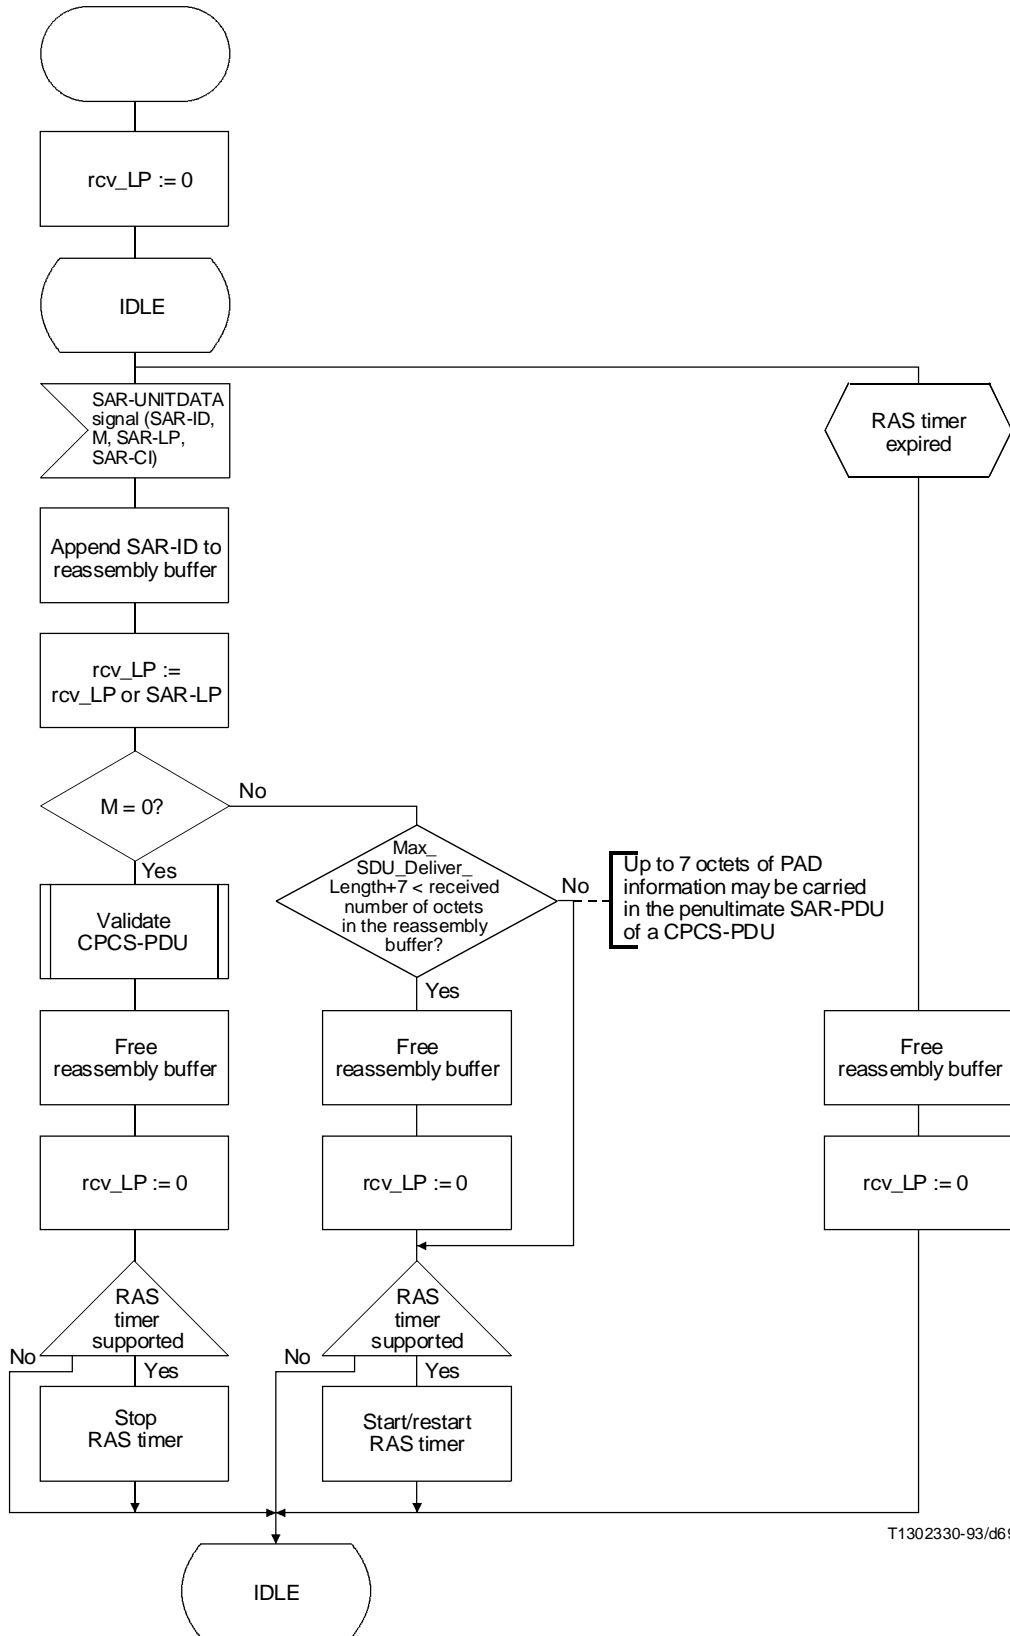 rcv_LP := 0
IDLE
SAR-UNITDATA
signal (SAR-ID,
M, SAR-LP,
SAR-CI)
RAS timer
expired
Append SAR-ID to
reassembly buffer
rcv_LP :=
rcv_LP or SAR-LP
M = 0?
No
Yes
Max_
SDU_Deliver_
Length+7 < received
number of octets
in the reassembly
buffer?
No
Yes
Up to 7 octets of PAD
information may be carried
in the penultimate SAR-PDU
of a CPCS-PDU
Validate
CPCS-PDU
Free
reassembly buffer
Free
reassembly buffer
Free
reassembly buffer
rcv_LP := 0
rcv_LP := 0
rcv_LP := 0
RAS
timer
supported
No
Yes
RAS
timer
supported
No
Yes
Stop
RAS timer
Start/restart
RAS timer
T1302330-93/d69
IDLE